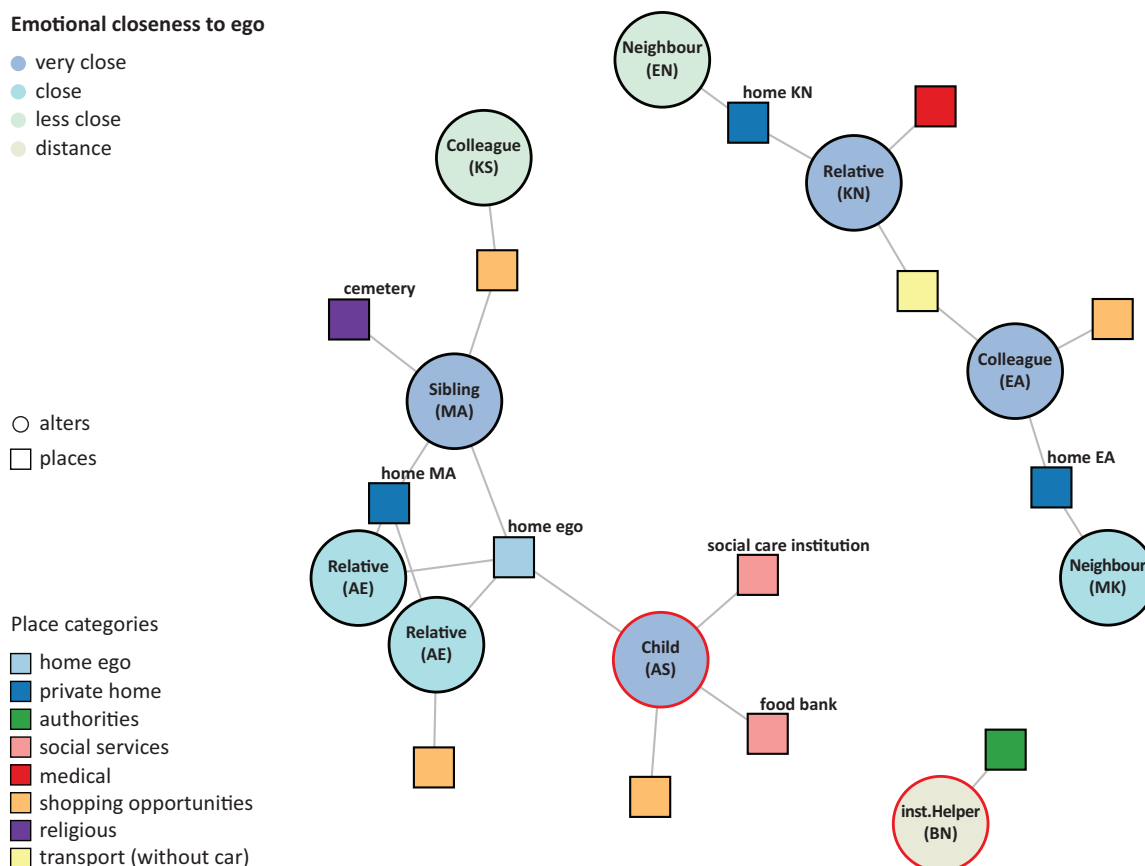 Emotional closeness to ego
very close
close
less close
distance
Neighbour
(EN)
home KN
Colleague
(KS)
Relative
(KN)
cemetery
Sibling
(MA)
Colleague
(EA)
alters
places
home MA
home EA
home ego
social care institution
Relative
(AE)
Neighbour
(MK)
Relative
(AE)
Child
(AS)
food bank
inst.Helper
(BN)
Place categories
home ego
private home
authorities
social services
medical
shopping opportunities
religious
transport (without car)